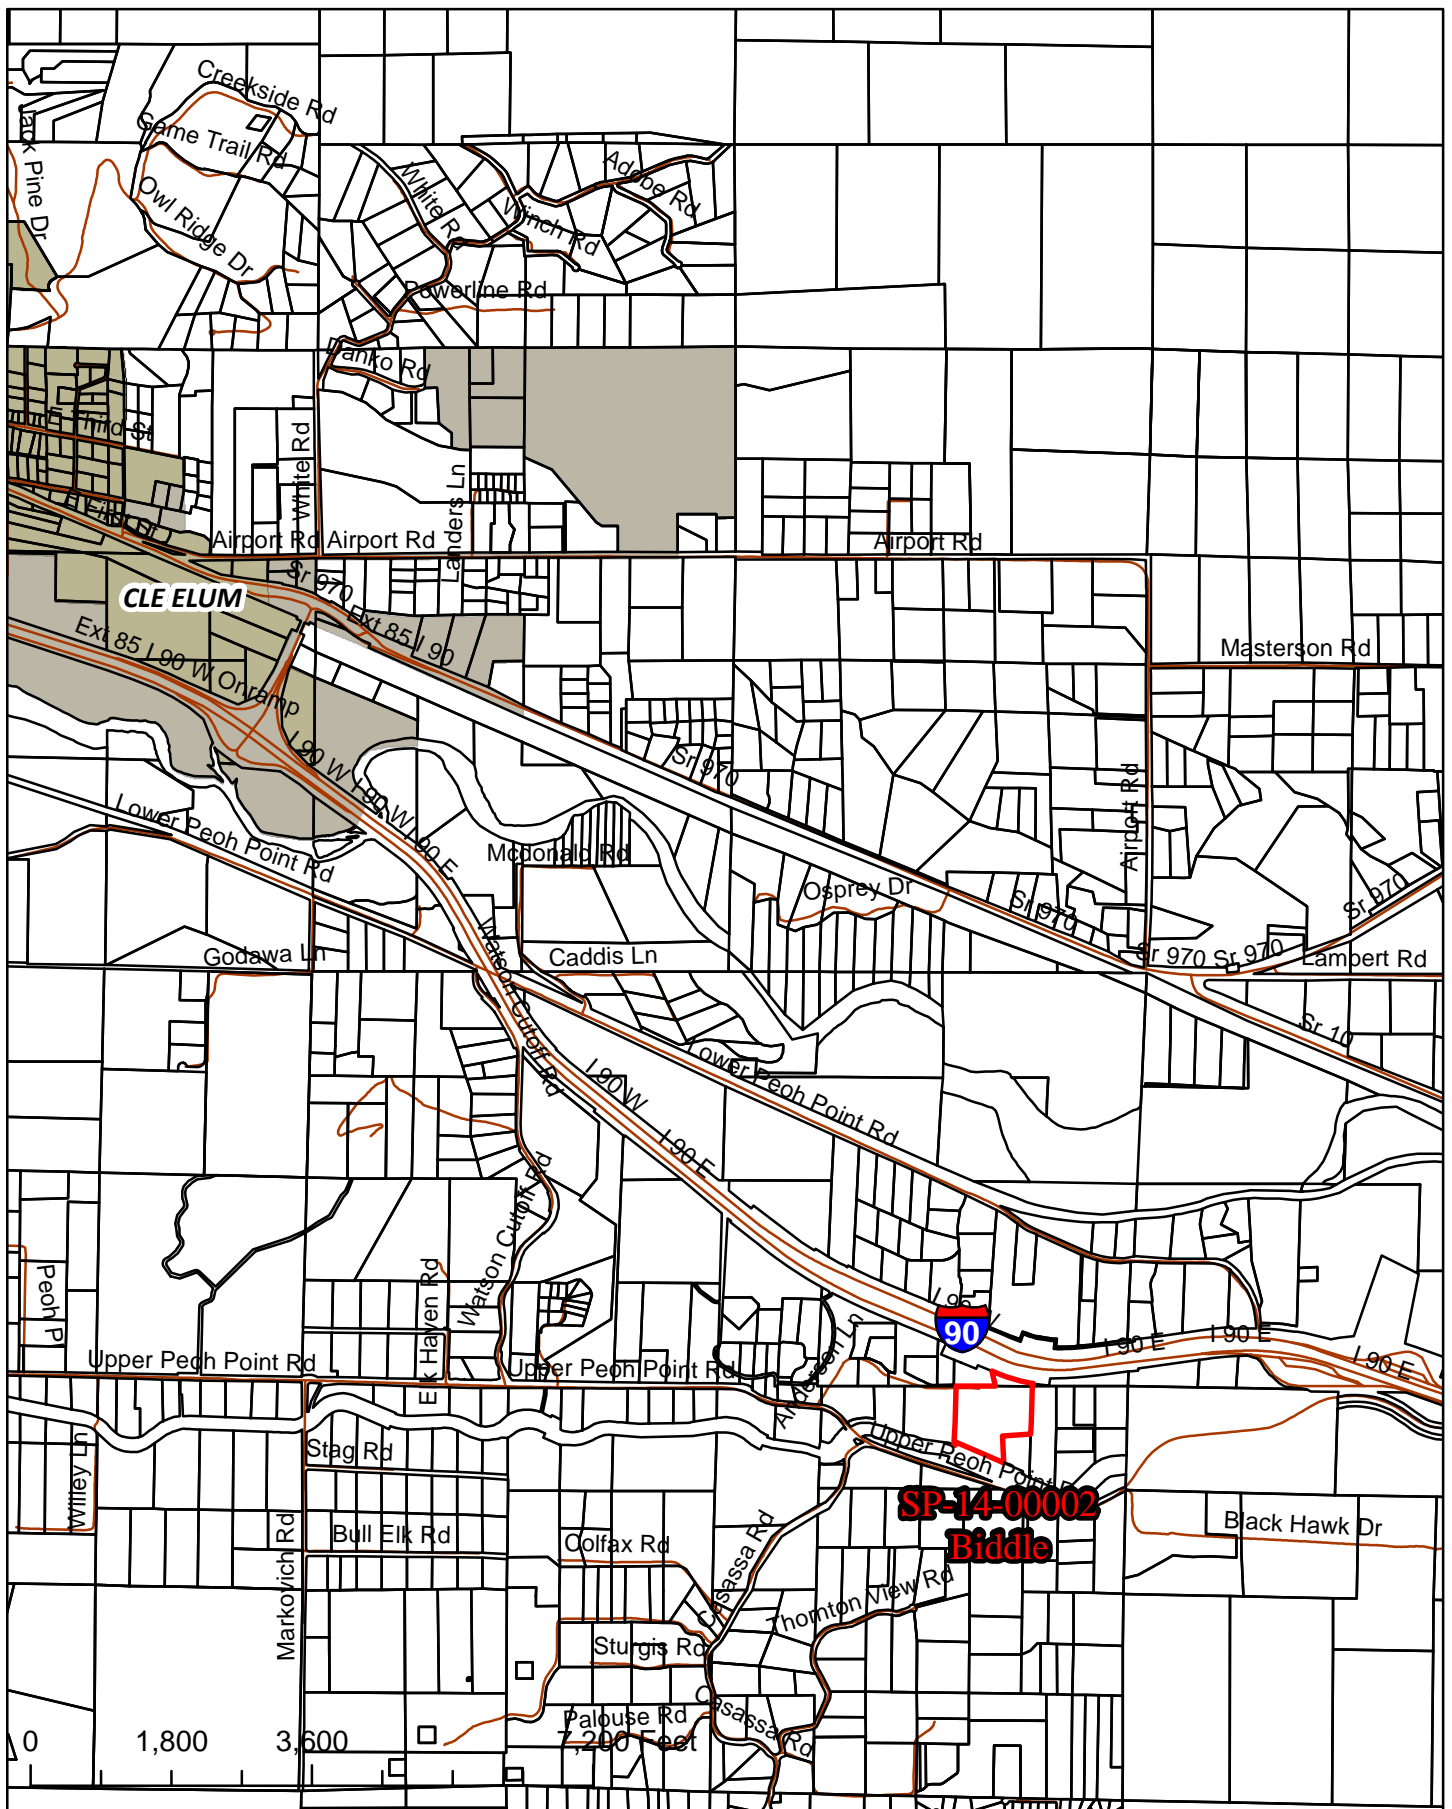 Creekside Rd
Game Trail Rd
Jack Pine Dr
Owl Ridge Dr
White Rd
Adobe Rd
Winch Rd
Powerline Rd
Danko Rd
E Third St
White Rd
Landers Ln
E First St
Airport Rd
Airport Rd
Airport Rd
CLE ELUM
Sr 970
Ext 85 I 90
Ext 85 I 90 W Onramp
Masterson Rd
I 90 W
I 90 W
I 90 E
Sr 970
Airport Rd
Lower Peoh Point Rd
Mcdonald Rd
Osprey Dr
Sr 970
Sr 970
Godawa Ln
Watson Cutoff Rd
Caddis Ln
Sr 970
Sr 970
Lambert Rd
Sr 10
I 90 W
Lower Peoh Point Rd
I 90 E
Watson Cutoff Rd
Peoh Pl
Elk Haven Rd
Anderson Ln
I 90 W
90
I 90 E
I 90 E
I 90 E
Upper Peoh Point Rd
Upper Peoh Point Rd
Upper Peoh Point
Willey Ln
Stag Rd
SP-14-00002
Biddle
Black Hawk Dr
Markovich Rd
Bull Elk Rd
Colfax Rd
Casassa Rd
Thornton View Rd
Sturgis Rd
Palouse Rd
Casassa Rd
0
1,800
3,600
7,200 Feet